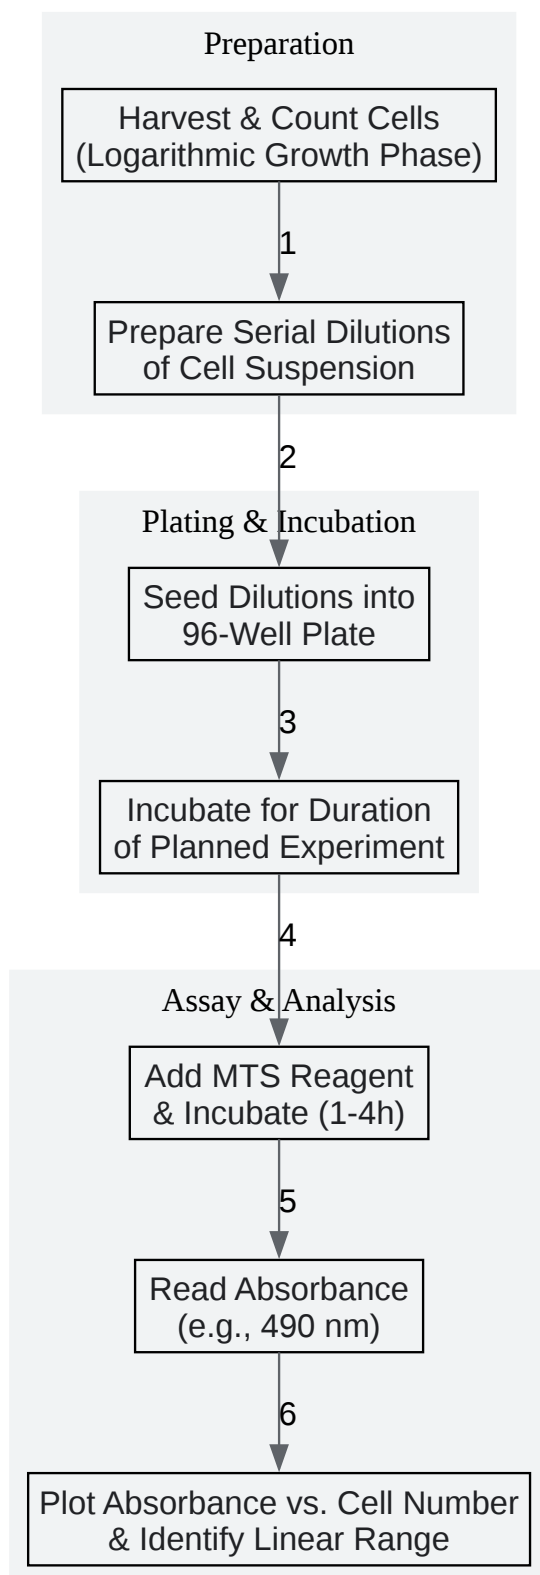 Preparation
Harvest & Count Cells
(Logarithmic Growth Phase)
1
Prepare Serial Dilutions
of Cell Suspension
2
Plating & Incubation
Seed Dilutions into
96-Well Plate
3
Incubate for Duration
of Planned Experiment
4
Assay & Analysis
Add MTS Reagent
& Incubate (1-4h)
5
Read Absorbance
(e.g., 490 nm)
6
Plot Absorbance vs. Cell Number
& Identify Linear Range